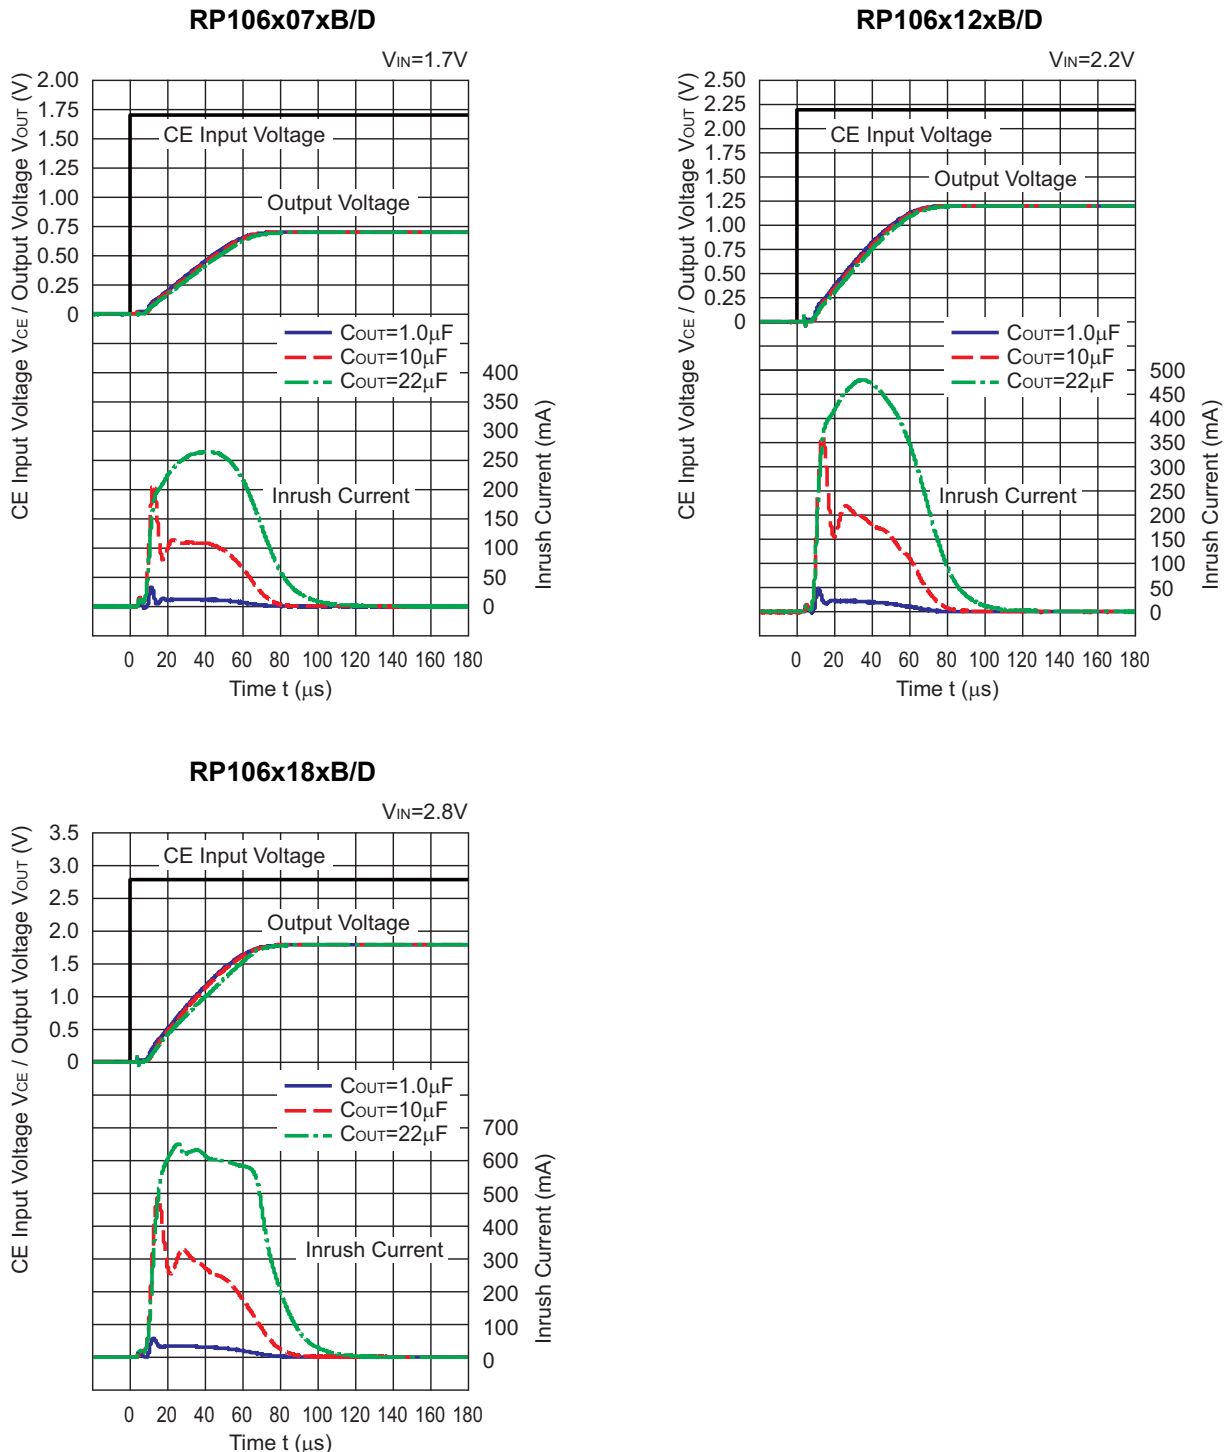 RP106x07xB/D
VIN=1.7V
CE Input Voltage VCE / Output Voltage VOUT (V)
2.00
1.75
1.50
1.25
1.00
0.75
0.50
0.25
0
CE Input Voltage
Output Voltage
COUT=1.0μF
COUT=10μF
COUT=22μF
Inrush Current
400
350
300
250
200
150
100
50
0
Inrush Current (mA)
0 20 40 60 80 100 120 140 160 180
Time t (μs)
RP106x12xB/D
VIN=2.2V
CE Input Voltage VCE / Output Voltage VOUT (V)
2.50
2.25
2.00
1.75
1.50
1.25
1.00
0.75
0.50
0.25
0
CE Input Voltage
Output Voltage
COUT=1.0μF
COUT=10μF
COUT=22μF
Inrush Current
500
450
400
350
300
250
200
150
100
50
0
Inrush Current (mA)
0 20 40 60 80 100 120 140 160 180
Time t (μs)
RP106x18xB/D
VIN=2.8V
CE Input Voltage VCE / Output Voltage VOUT (V)
3.5
3.0
2.5
2.0
1.5
1.0
0.5
0
CE Input Voltage
Output Voltage
COUT=1.0μF
COUT=10μF
COUT=22μF
Inrush Current
700
600
500
400
300
200
100
0
Inrush Current (mA)
0 20 40 60 80 100 120 140 160 180
Time t (μs)